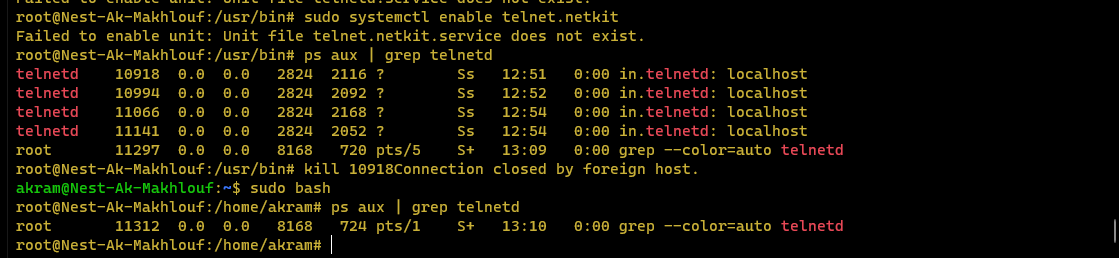 root@Nest-Ak-Makhlouf:/usr/bin# sudo systemctl enable telnet.netkit
Failed to enable unit: Unit file telnet.netkit.service does not exist.
root@Nest-Ak-Makhlouf:/usr/bin# ps aux | grep telnetd
telnetd    10918  0.0  0.0   2824  2116 ?        Ss   12:51   0:00 in.telnetd: localhost
telnetd    10994  0.0  0.0   2824  2092 ?        Ss   12:52   0:00 in.telnetd: localhost
telnetd    11066  0.0  0.0   2824  2168 ?        Ss   12:54   0:00 in.telnetd: localhost
telnetd    11141  0.0  0.0   2824  2052 ?        Ss   12:54   0:00 in.telnetd: localhost
root       11297  0.0  0.0   8168   720 pts/5    S+   13:09   0:00 grep --color=auto telnetd
root@Nest-Ak-Makhlouf:/usr/bin# kill 10918Connection closed by foreign host.
akram@Nest-Ak-Makhlouf:~$ sudo bash
root@Nest-Ak-Makhlouf:/home/akram# ps aux | grep telnetd
root       11312  0.0  0.0   8168   724 pts/1    S+   13:10   0:00 grep --color=auto telnetd
root@Nest-Ak-Makhlouf:/home/akram#